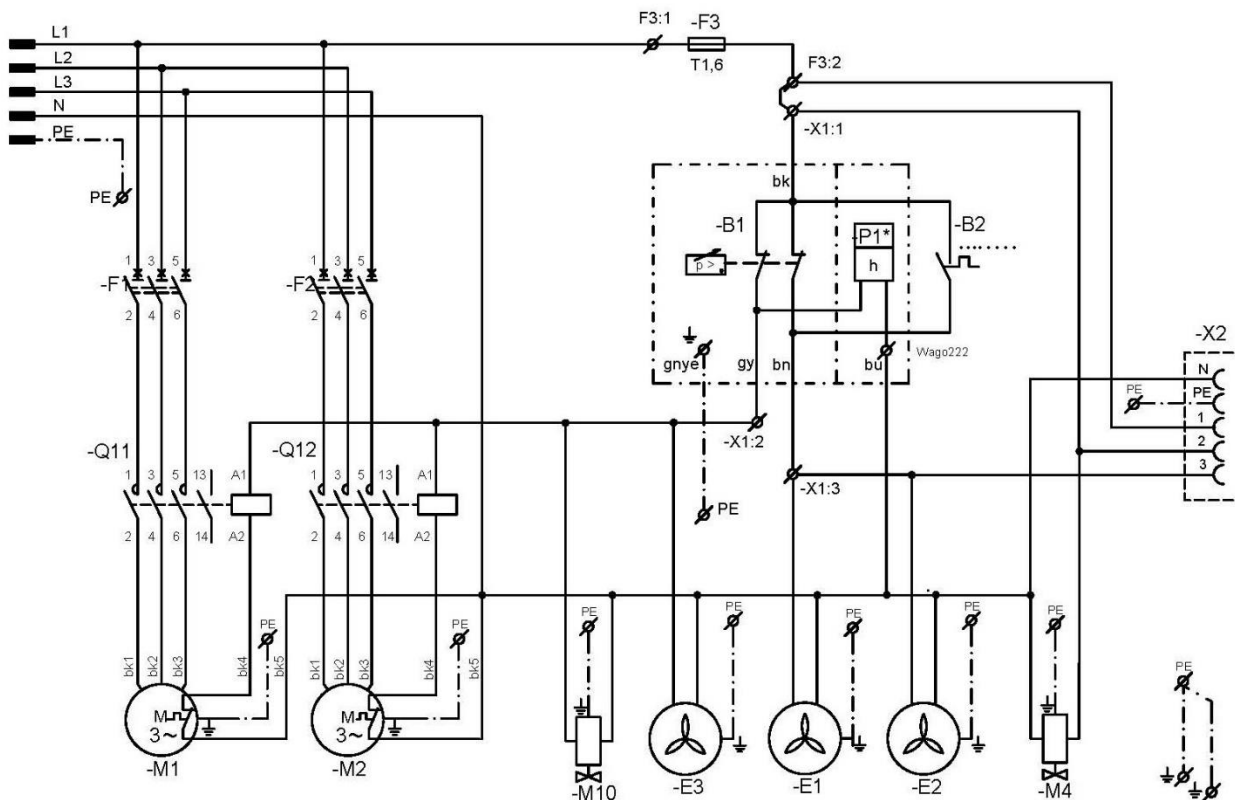 L1
L2
L3
N
PE
PE
F3:1
-F3
T1,6
F3:2
-X1:1
bk
-B1
p >
-P1*
h
-B2
1 3 5
-F1
2 4 6
1 3 5
-F2
2 4 6
gnye
gy
bn
bu
Wago222
-X2
N
PE
1
2
3
PE
-X1:2
-X1:3
PE
-Q11
1 3 5 13 A1
2 4 6 14 A2
-Q12
1 3 5 13 A1
2 4 6 14 A2
bk1
bk2
bk3
bk4
PE
bk5
bk1
bk2
bk3
bk4
PE
bk5
PE
PE
PE
PE
PE
PE
M
3~
-M1
M
3~
-M2
-M10
-E3
-E1
-E2
-M4